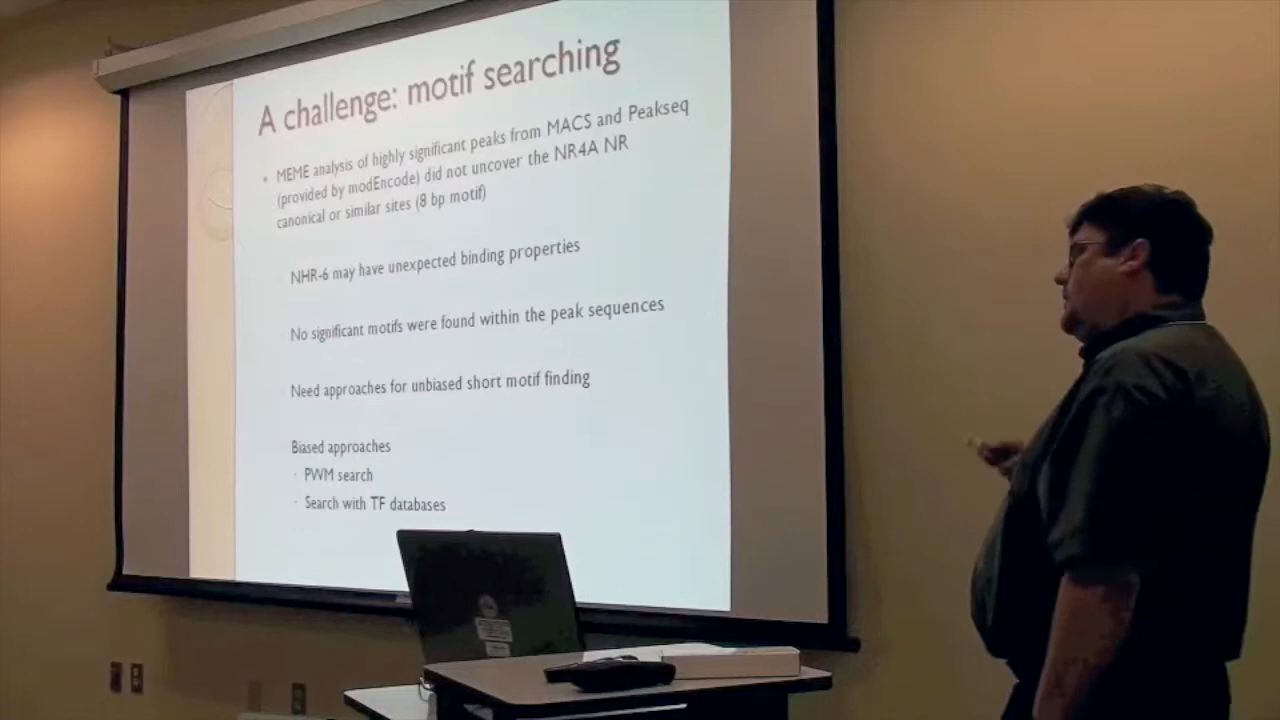 A challenge: motif searching
• MEME analysis of highly significant peaks from MACS and Peakseq
(provided by modEncode) did not uncover the NR4A NR
canonical or similar sites (8 bp motif)
NHR-6 may have unexpected binding properties
No significant motifs were found within the peak sequences
Need approaches for unbiased short motif finding
Biased approaches
· PWM search
· Search with TF databases